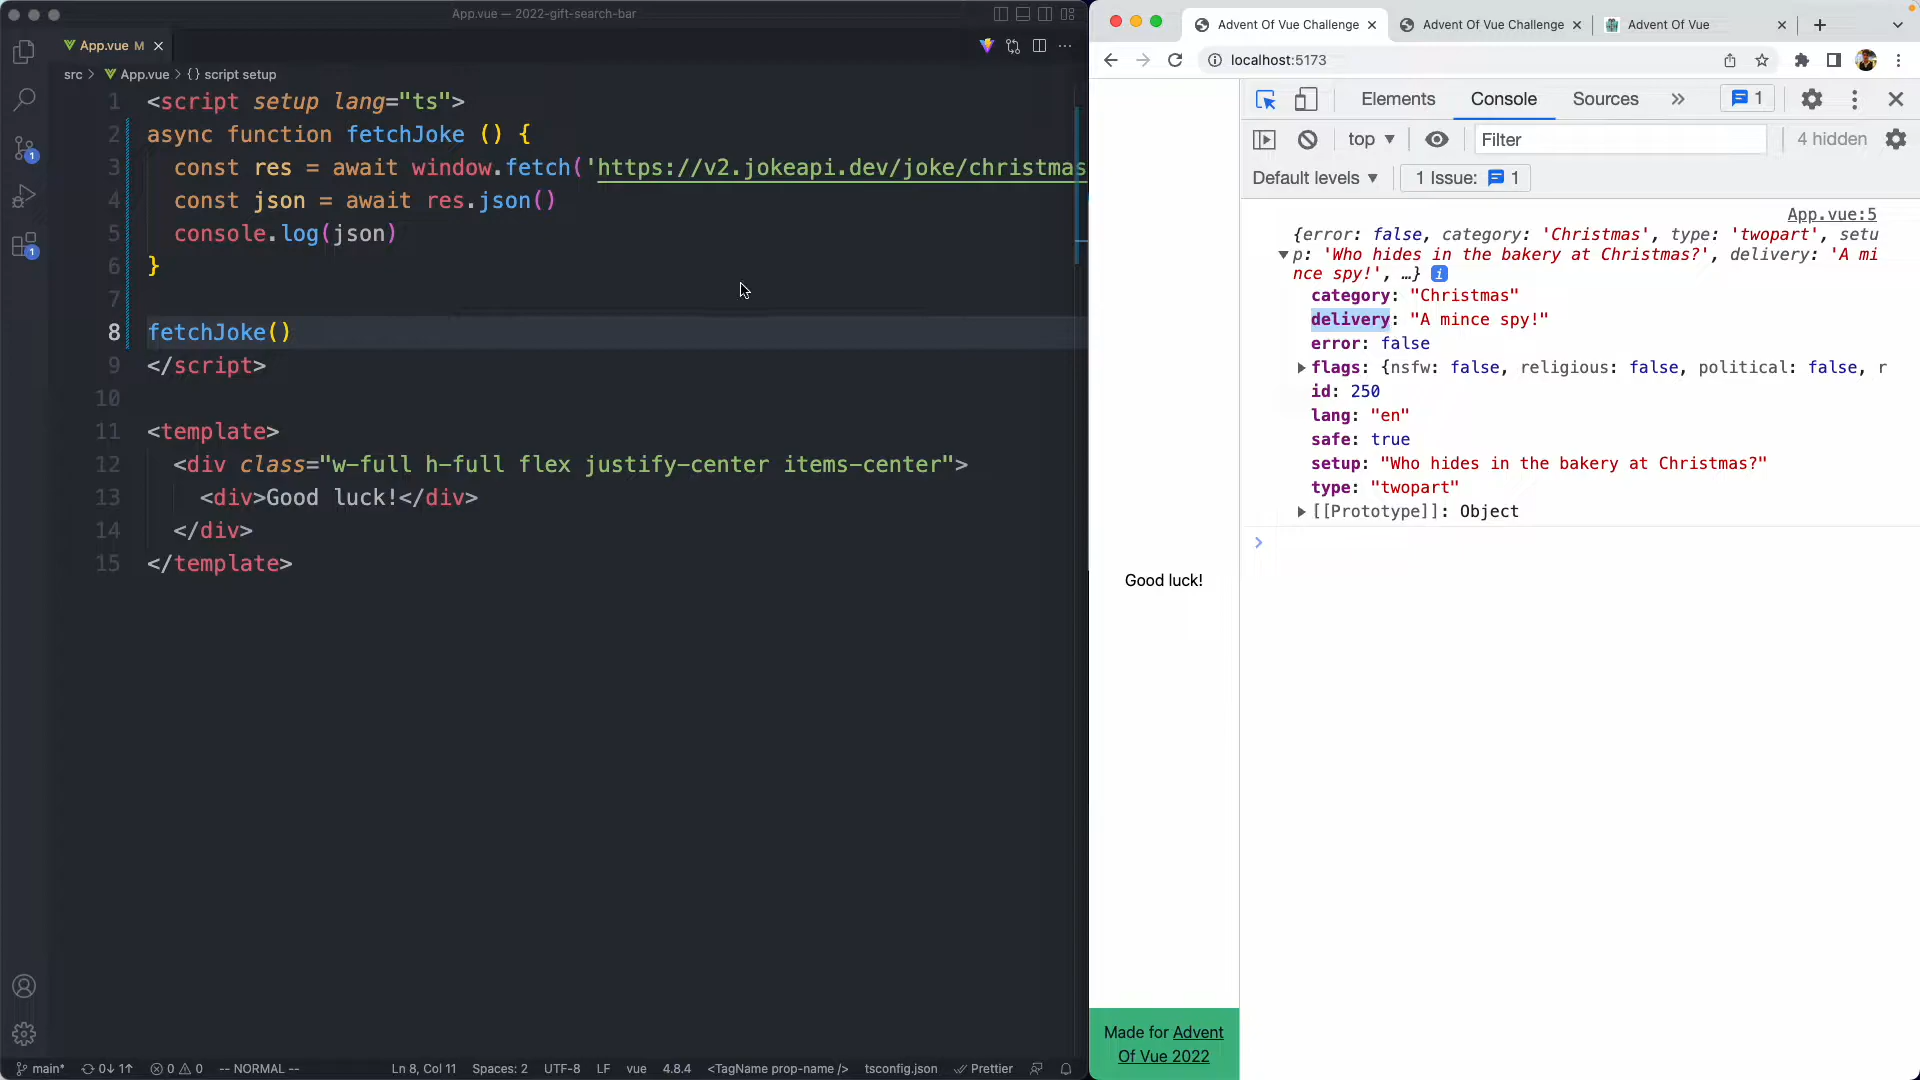 App.vue — 2022-gift-search-bar
App.vue M
src > App.vue > {} script setup
1 <script setup lang="ts">
2 async function fetchJoke () {
3 const res = await window.fetch('https://v2.jokeapi.dev/joke/christmas
4 const json = await res.json()
5 console.log(json)
6 }
7
8 fetchJoke()
9 </script>
10
11 <template>
12 <div class="w-full h-full flex justify-center items-center">
13 <div>Good luck!</div>
14 </div>
15 </template>
1
1
main* 0↓ 1↑ 0 0 -- NORMAL -- Ln 8, Col 11 Spaces: 2 UTF-8 LF vue 4.8.4 <TagName prop-name /> tsconfig.json Prettier
Advent Of Vue Challenge Advent Of Vue Challenge Advent Of Vue
localhost:5173
Good luck!
Made for Advent
Of Vue 2022
Elements Console Sources 1
top Filter 4 hidden
Default levels 1 Issue: 1
App.vue:5
{error: false, category: 'Christmas', type: 'twopart', setu
p: 'Who hides in the bakery at Christmas?', delivery: 'A mi
nce spy!', …} i
category: "Christmas"
delivery: "A mince spy!"
error: false
flags: {nsfw: false, religious: false, political: false, r
id: 250
lang: "en"
safe: true
setup: "Who hides in the bakery at Christmas?"
type: "twopart"
[[Prototype]]: Object